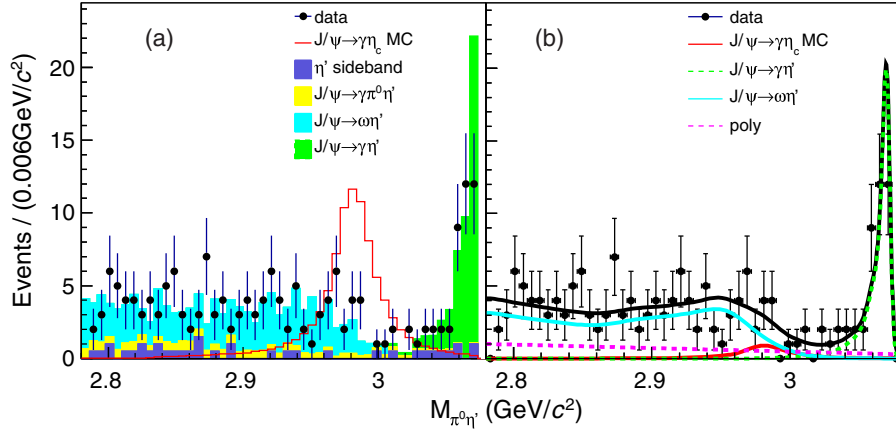 (a)
data
J/ψ→γη_c MC
η' sideband
J/ψ→γπ⁰η'
J/ψ→ωη'
J/ψ→γη'
(b)
data
J/ψ→γη_c MC
J/ψ→γη'
J/ψ→ωη'
poly
Events / (0.006GeV/c²)
20
15
10
5
0
2.8
2.9
3
2.8
2.9
3
M_π⁰η' (GeV/c²)